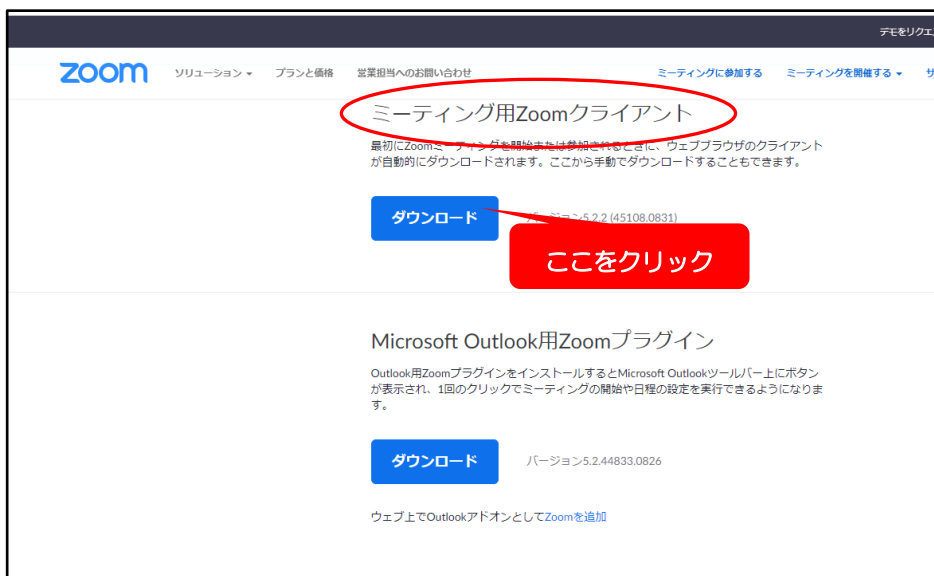 デモをリクエ
zoom ソリューション プランと価格 営業担当へのお問い合わせ ミーティングに参加する ミーティングを開催する
ミーティング用Zoomクライアント
最初にZoomミーティングを開始または参加されるときに、ウェブブラウザのクライアント
が自動的にダウンロードされます。ここから手動でダウンロードすることもできます。
ダウンロード バージョン5.2.2 (45108.0831)
ここをクリック
Microsoft Outlook用Zoomプラグイン
Outlook用ZoomプラグインをインストールするとMicrosoft Outlookツールバー上にボタン
が表示され、1回のクリックでミーティングの開始や日程の設定を実行できるようになりま
す。
ダウンロード バージョン5.2.44833.0826
ウェブ上でOutlookアドオンとしてZoomを追加